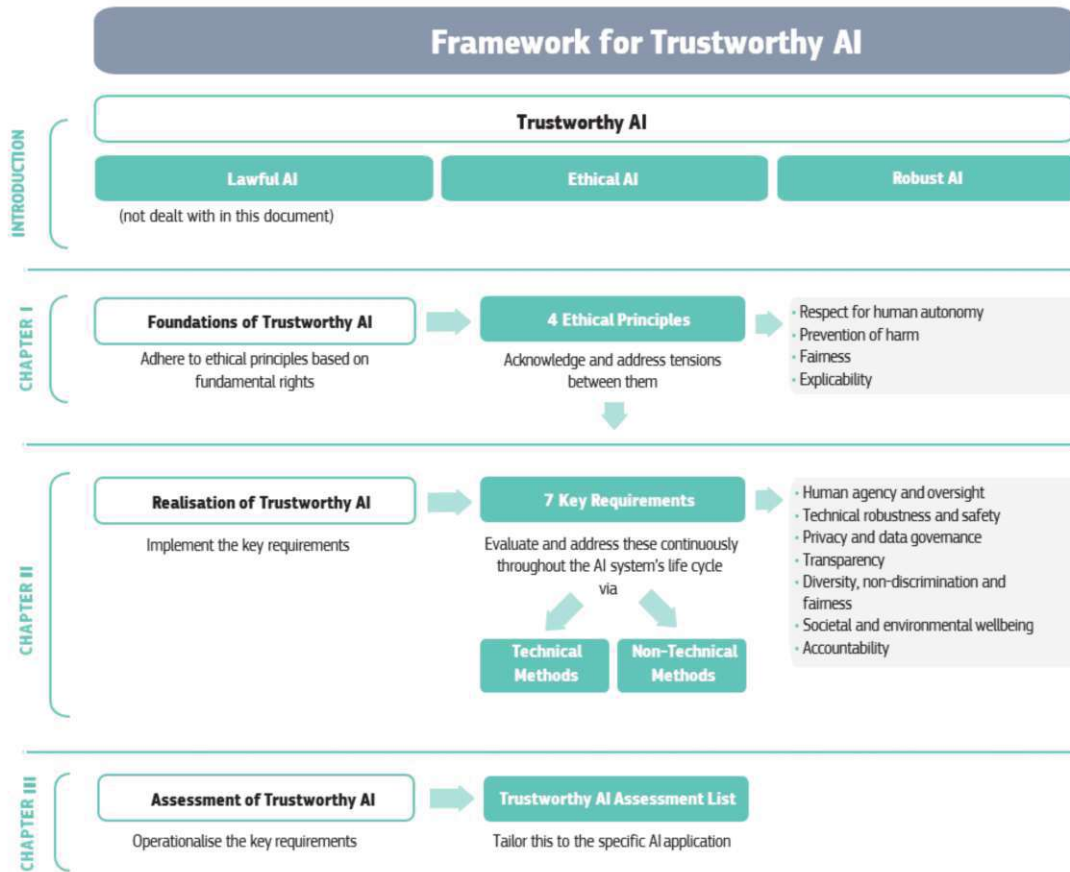 Framework for Trustworthy AI
INTRODUCTION
Trustworthy AI
Lawful AI
Ethical AI
Robust AI
(not dealt with in this document)
CHAPTER I
Foundations of Trustworthy AI
Adhere to ethical principles based on
fundamental rights
4 Ethical Principles
Acknowledge and address tensions
between them
· Respect for human autonomy
· Prevention of harm
· Fairness
· Explicability
CHAPTER II
Realisation of Trustworthy AI
Implement the key requirements
7 Key Requirements
Evaluate and address these continuously
throughout the AI system's life cycle
via
Technical
Methods
Non-Technical
Methods
· Human agency and oversight
· Technical robustness and safety
· Privacy and data governance
· Transparency
· Diversity, non-discrimination and
fairness
· Societal and environmental wellbeing
· Accountability
CHAPTER III
Assessment of Trustworthy AI
Operationalise the key requirements
Trustworthy AI Assessment List
Tailor this to the specific AI application